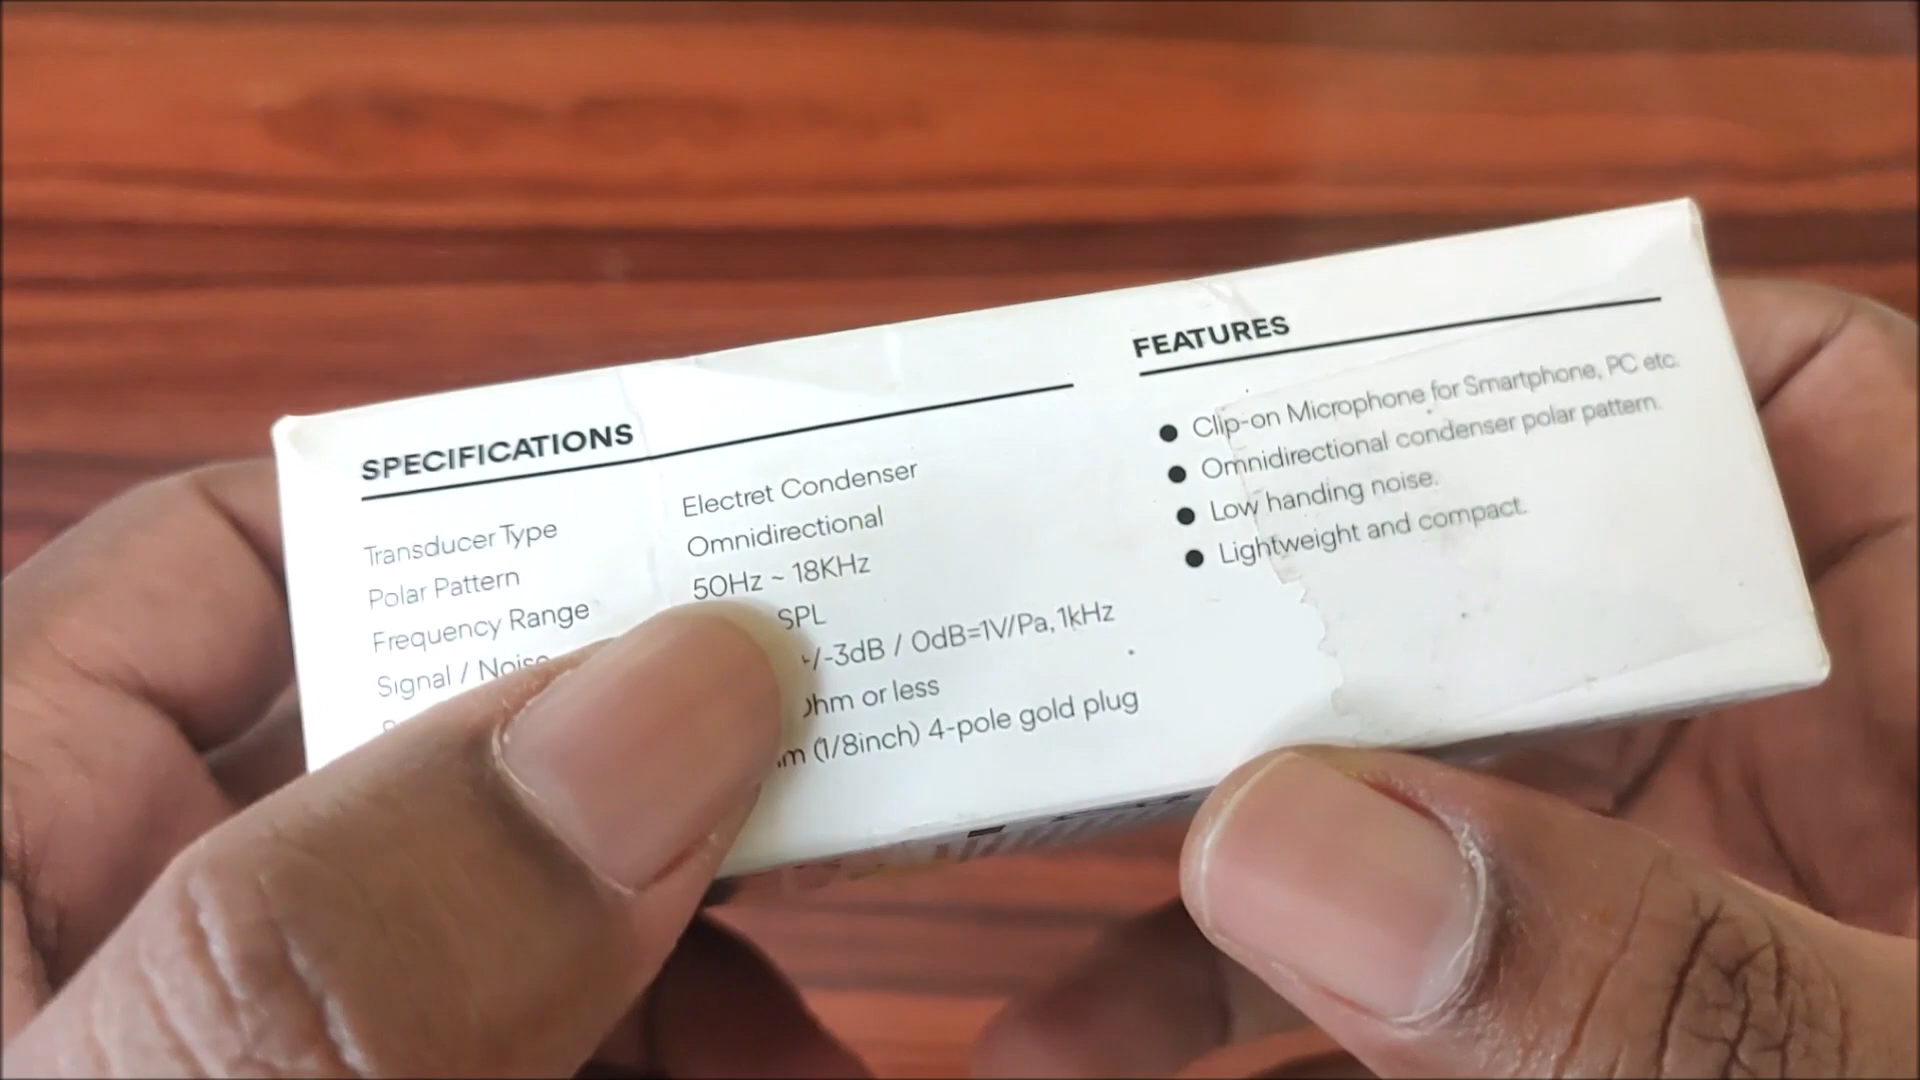 SPECIFICATIONS
Transducer Type Electret Condenser
Polar Pattern Omnidirectional
Frequency Range 50Hz ~ 18KHz
Signal / Noise SPL
/-3dB / 0dB=1V/Pa, 1kHz
or less
(1/8inch) 4-pole gold plug
FEATURES
● Clip-on Microphone for Smartphone, PC etc.
● Omnidirectional condenser polar pattern.
● Low handing noise.
● Lightweight and compact.